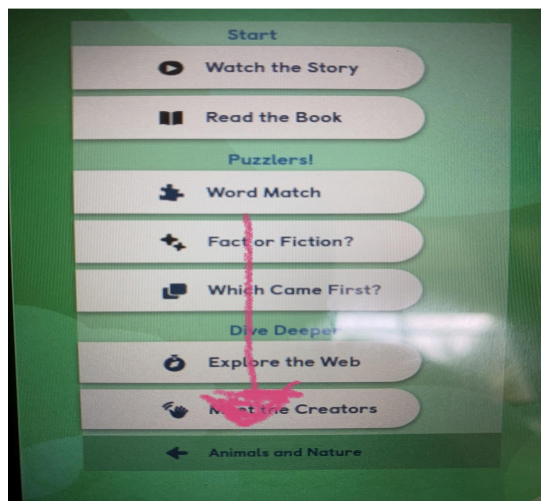 Start
Watch the Story
Read the Book
Puzzlers!
Word Match
Fact or Fiction?
Which Came First?
Dive Deeper
Explore the Web
Meet the Creators
Animals and Nature